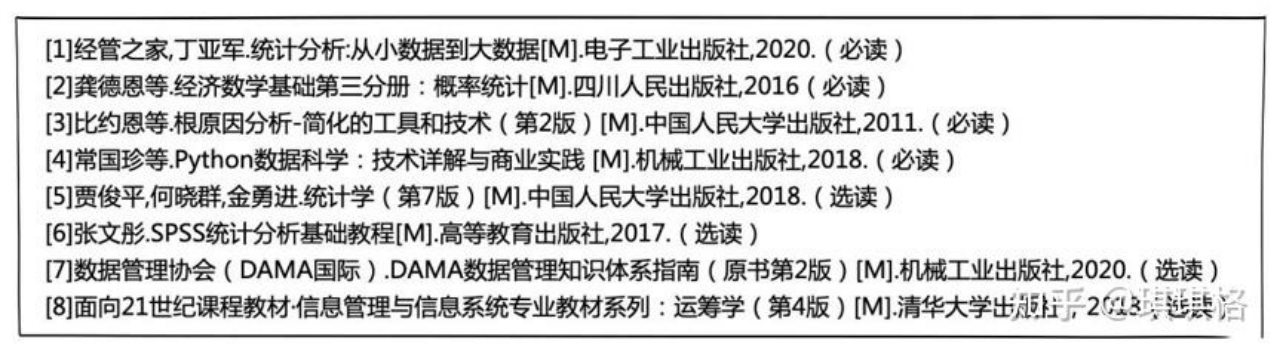 [1]经管之家,丁亚军.统计分析:从小数据到大数据[M].电子工业出版社,2020.（必读）
[2]龚德恩等.经济数学基础第三分册：概率统计[M].四川人民出版社,2016（必读）
[3]比约恩等.根原因分析-简化的工具和技术（第2版）[M].中国人民大学出版社,2011.（必读）
[4]常国珍等.Python数据科学：技术详解与商业实践 [M].机械工业出版社,2018.（必读）
[5]贾俊平,何晓群,金勇进.统计学（第7版）[M].中国人民大学出版社,2018.（选读）
[6]张文彤.SPSS统计分析基础教程[M].高等教育出版社,2017.（选读）
[7]数据管理协会（DAMA国际）.DAMA数据管理知识体系指南（原书第2版）[M].机械工业出版社,2020.（选读）
[8]面向21世纪课程教材·信息管理与信息系统专业教材系列：运筹学（第4版）[M].清华大学出版社,
知乎 @琪琪格